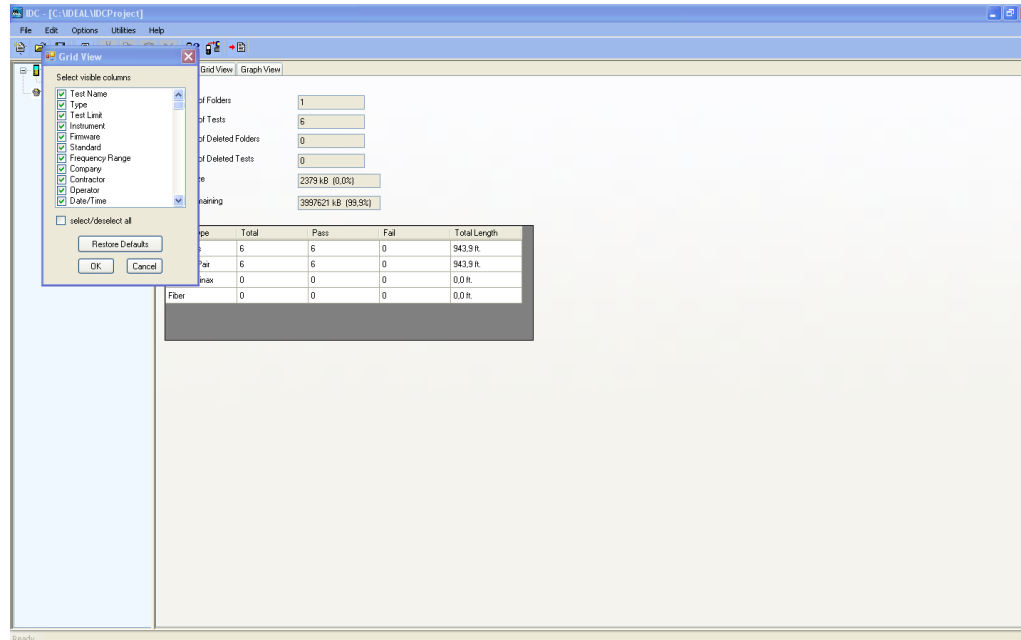 IDC - [C:\IDEAL\IDCProject]
File Edit Options Utilities Help
Grid View
Select visible columns
Test Name
Type
Test Limit
Instrument
Firmware
Standard
Frequency Range
Company
Contractor
Operator
Date/Time
select/deselect all
Restore Defaults
OK Cancel
Grid View Graph View
of Folders 1
of Tests 6
of Deleted Folders 0
of Deleted Tests 0
2379 kB (0,0%)
3997621 kB (99,9%)
Total Pass Fail Total Length
6 6 0 943,9 ft.
Pair 6 6 0 943,9 ft.
0 0 0 0,0 ft.
Fiber 0 0 0 0,0 ft.
Ready